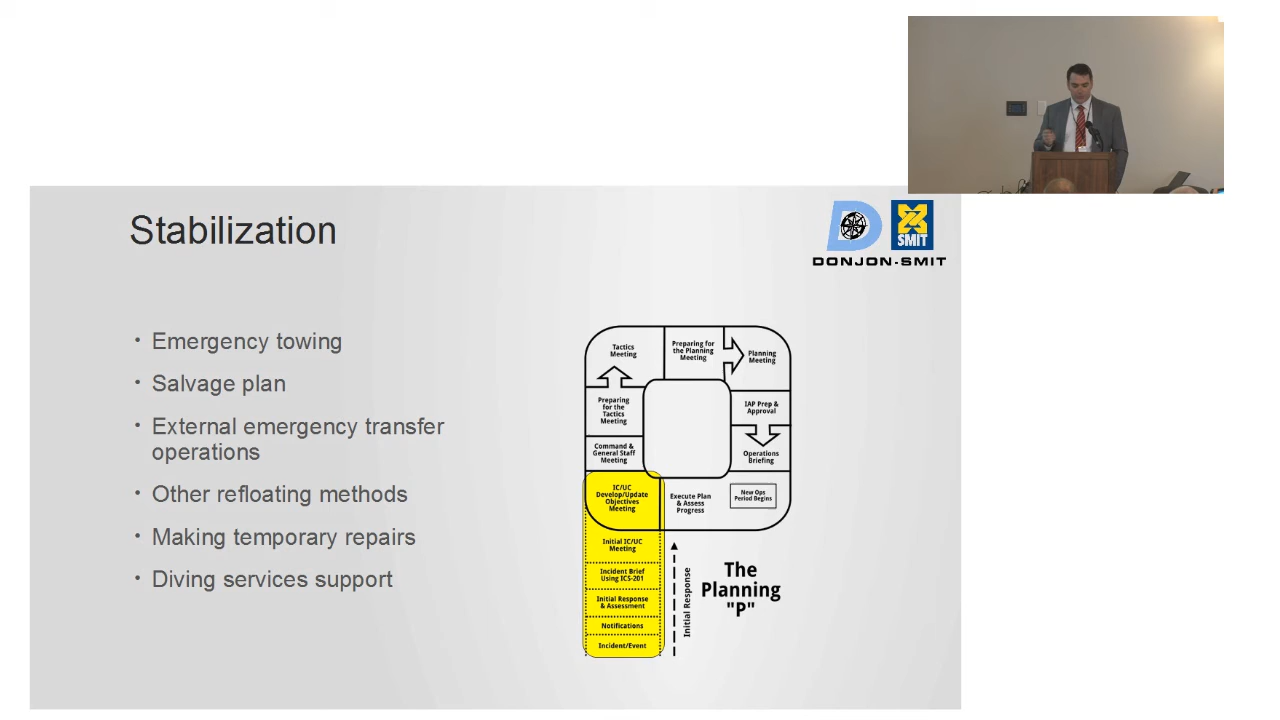 Stabilization
SMIT
DONJON-SMIT
• Emergency towing
• Salvage plan
• External emergency transfer
operations
• Other refloating methods
• Making temporary repairs
• Diving services support
Tactics
Meeting
Preparing for
the Planning
Meeting
Planning
Meeting
Preparing
for the
Tactics
Meeting
IAP Prep &
Approval
Command &
General Staff
Meeting
Operations
Briefing
IC/UC
Develop/Update
Objectives
Meeting
Execute Plan
& Assess
Progress
New Ops
Period Begins
Initial IC/UC
Meeting
Incident Brief
Using ICS-201
Initial Response
& Assessment
Notifications
Incident/Event
Initial Response
The
Planning
"P"